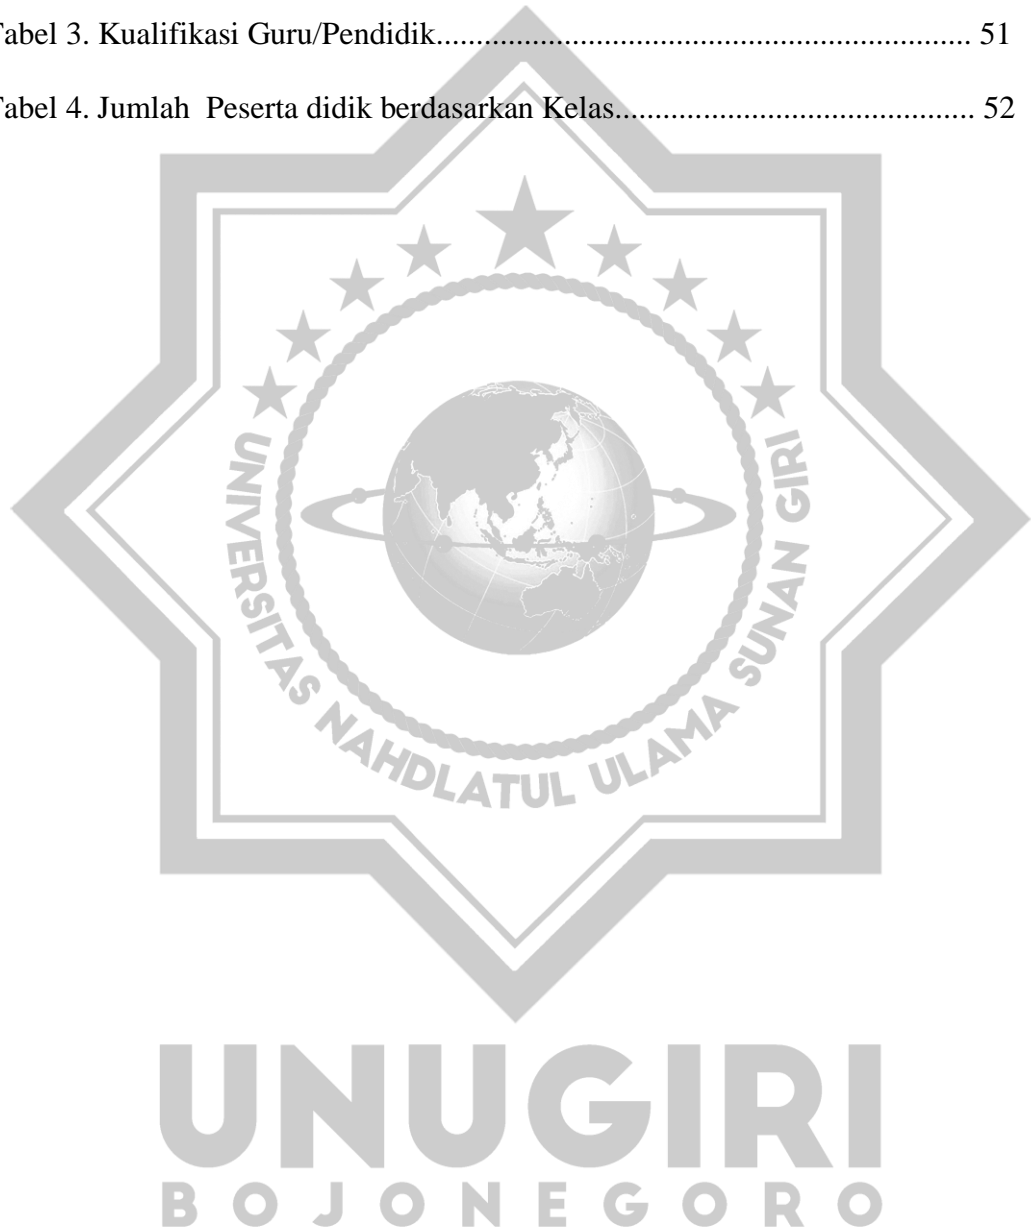 Tabel 3. Kualifikasi Guru/Pendidik.................................................................. 51
Tabel 4. Jumlah  Peserta didik berdasarkan Kelas............................................. 52
UNIVERSITAS NAHDLATUL ULAMA SUNAN GIRI
UNUGIRI
BOJONEGORO